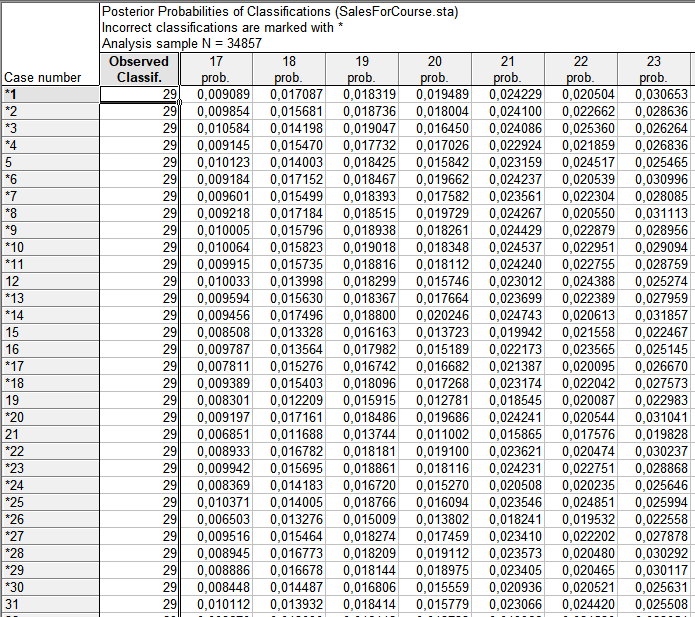 Posterior Probabilities of Classifications (SalesForCourse.sta)
Incorrect classifications are marked with *
Analysis sample N = 34857
Observed 17 18 19 20 21 22 23
Case number Classif. prob. prob. prob. prob. prob. prob. prob.
*1 29 0,009089 0,017087 0,018319 0,019489 0,024229 0,020504 0,030653
*2 29 0,009854 0,015681 0,018736 0,018004 0,024100 0,022662 0,028636
*3 29 0,010584 0,014198 0,019047 0,016450 0,024086 0,025360 0,026264
*4 29 0,009145 0,015470 0,017732 0,017026 0,022924 0,021859 0,026836
5 29 0,010123 0,014003 0,018425 0,015842 0,023159 0,024517 0,025465
*6 29 0,009184 0,017152 0,018467 0,019662 0,024237 0,020539 0,030996
*7 29 0,009601 0,015499 0,018393 0,017582 0,023561 0,022304 0,028085
*8 29 0,009218 0,017184 0,018515 0,019729 0,024267 0,020550 0,031113
*9 29 0,010005 0,015796 0,018938 0,018261 0,024429 0,022879 0,028956
*10 29 0,010064 0,015823 0,019018 0,018348 0,024537 0,022951 0,029094
*11 29 0,009915 0,015735 0,018816 0,018112 0,024240 0,022755 0,028759
12 29 0,010033 0,013998 0,018299 0,015746 0,023012 0,024388 0,025274
*13 29 0,009594 0,015630 0,018367 0,017664 0,023699 0,022389 0,027959
*14 29 0,009456 0,017496 0,018800 0,020246 0,024743 0,020613 0,031857
15 29 0,008508 0,013328 0,016163 0,013723 0,019942 0,021558 0,022467
16 29 0,009787 0,013564 0,017982 0,015189 0,022173 0,023565 0,025145
*17 29 0,007811 0,015276 0,016742 0,016682 0,021387 0,020095 0,026670
*18 29 0,009389 0,015403 0,018096 0,017268 0,023174 0,022042 0,027573
19 29 0,008301 0,012209 0,015915 0,012781 0,018545 0,020087 0,022983
*20 29 0,009197 0,017161 0,018486 0,019686 0,024241 0,020544 0,031041
21 29 0,006851 0,011688 0,013744 0,011002 0,015865 0,017576 0,019828
*22 29 0,008933 0,016782 0,018181 0,019100 0,023621 0,020474 0,030237
*23 29 0,009942 0,015695 0,018861 0,018116 0,024231 0,022751 0,028868
*24 29 0,008369 0,014183 0,016720 0,015270 0,020508 0,020235 0,025646
*25 29 0,010371 0,014005 0,018766 0,016094 0,023546 0,024851 0,025994
*26 29 0,006503 0,013276 0,015009 0,013802 0,018241 0,019532 0,022558
*27 29 0,009516 0,015464 0,018274 0,017459 0,023410 0,022202 0,027878
*28 29 0,008945 0,016773 0,018209 0,019112 0,023573 0,020480 0,030292
*29 29 0,008886 0,016678 0,018144 0,018975 0,023405 0,020465 0,030117
*30 29 0,008448 0,014487 0,016806 0,015559 0,020936 0,020521 0,025631
31 29 0,010112 0,013932 0,018414 0,015779 0,023066 0,024420 0,025508